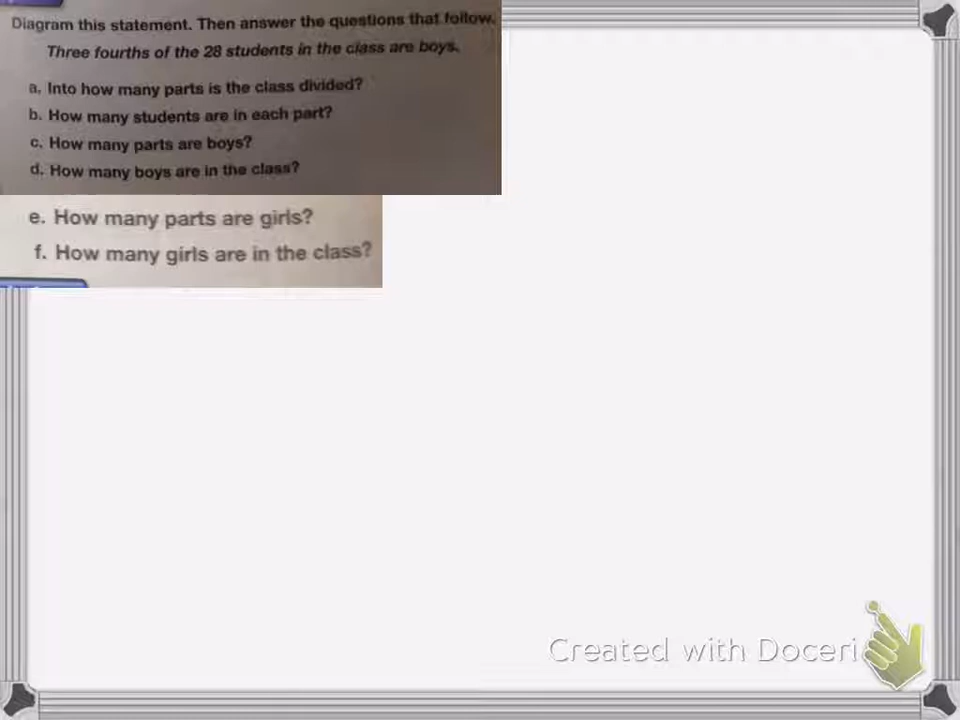 Diagram this statement. Then answer the questions that follow.
Three fourths of the 28 students in the class are boys.
a. Into how many parts is the class divided?
b. How many students are in each part?
c. How many parts are boys?
d. How many boys are in the class?
e. How many parts are girls?
f. How many girls are in the class?
Created with Doceri